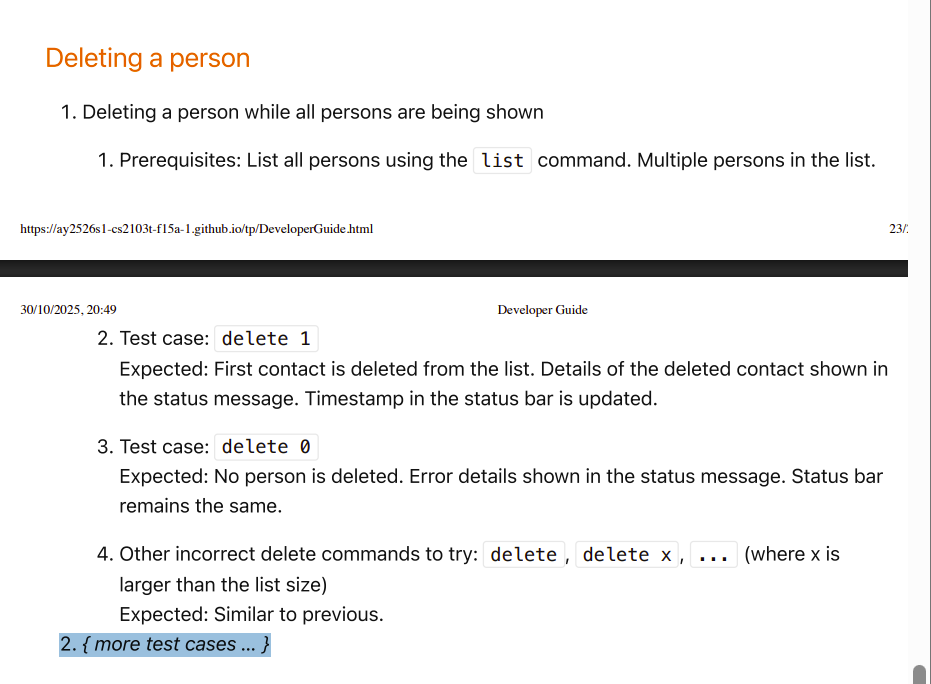 Deleting a person
1. Deleting a person while all persons are being shown
1. Prerequisites: List all persons using the list command. Multiple persons in the list.
https://ay2526s1-cs2103t-f15a-1.github.io/tp/DeveloperGuide.html 23/
30/10/2025, 20:49 Developer Guide
2. Test case: delete 1
Expected: First contact is deleted from the list. Details of the deleted contact shown in
the status message. Timestamp in the status bar is updated.
3. Test case: delete 0
Expected: No person is deleted. Error details shown in the status message. Status bar
remains the same.
4. Other incorrect delete commands to try: delete, delete x, ... (where x is
larger than the list size)
Expected: Similar to previous.
2. { more test cases ... }